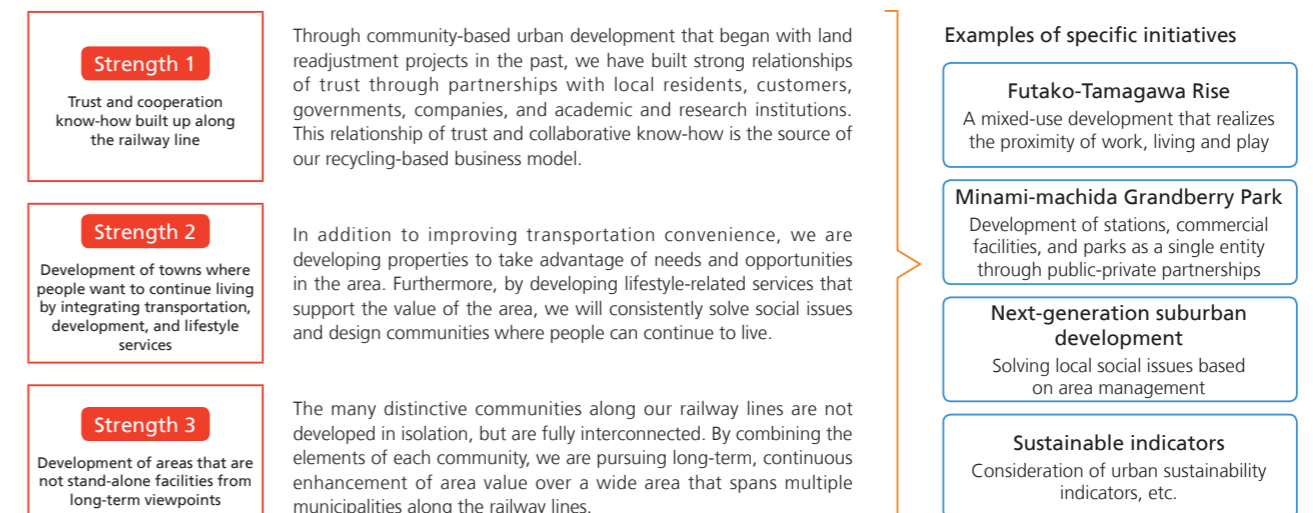 Strength 1
Trust and cooperation
know-how built up along
the railway line
Through community-based urban development that began with land
readjustment projects in the past, we have built strong relationships
of trust through partnerships with local residents, customers,
governments, companies, and academic and research institutions.
This relationship of trust and collaborative know-how is the source of
our recycling-based business model.
Strength 2
Development of towns where
people want to continue living
by integrating transportation,
development, and lifestyle
services
In addition to improving transportation convenience, we are
developing properties to take advantage of needs and opportunities
in the area. Furthermore, by developing lifestyle-related services that
support the value of the area, we will consistently solve social issues
and design communities where people can continue to live.
Strength 3
Development of areas that are
not stand-alone facilities from
long-term viewpoints
The many distinctive communities along our railway lines are not
developed in isolation, but are fully interconnected. By combining the
elements of each community, we are pursuing long-term, continuous
enhancement of area value over a wide area that spans multiple
municipalities along the railway lines.
Examples of specific initiatives
Futako-Tamagawa Rise
A mixed-use development that realizes
the proximity of work, living and play
Minami-machida Grandberry Park
Development of stations, commercial
facilities, and parks as a single entity
through public-private partnerships
Next-generation suburban
development
Solving local social issues based
on area management
Sustainable indicators
Consideration of urban sustainability
indicators, etc.